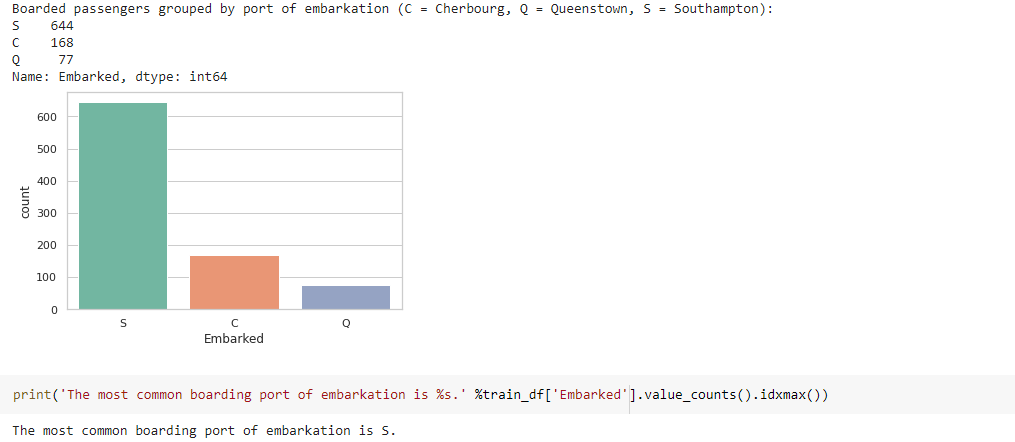 Boarded passengers grouped by port of embarkation (C = Cherbourg, Q = Queenstown, S = Southampton):
S    644
C    168
Q     77
Name: Embarked, dtype: int64
600
500
400
300
200
100
0
count
S C Q
Embarked
print('The most common boarding port of embarkation is %s.' %train_df['Embarked'].value_counts().idxmax())
The most common boarding port of embarkation is S.